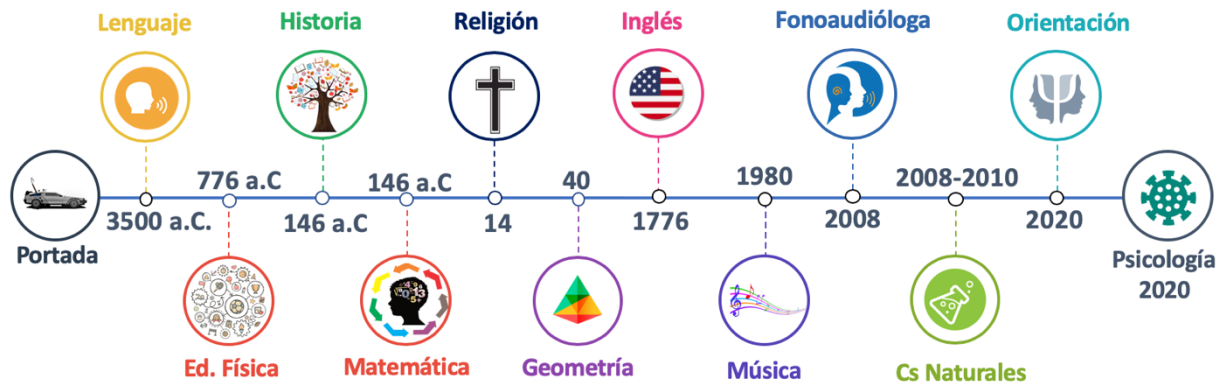 Lenguaje
Historia
Religión
Inglés
Fonoaudióloga
Orientación
776 a.C
146 a.C
40
1980
2008-2010
Portada
3500 a.C.
146 a.C
14
1776
2008
2020
Psicología
2020
Ed. Física
Matemática
Geometría
Música
Cs Naturales